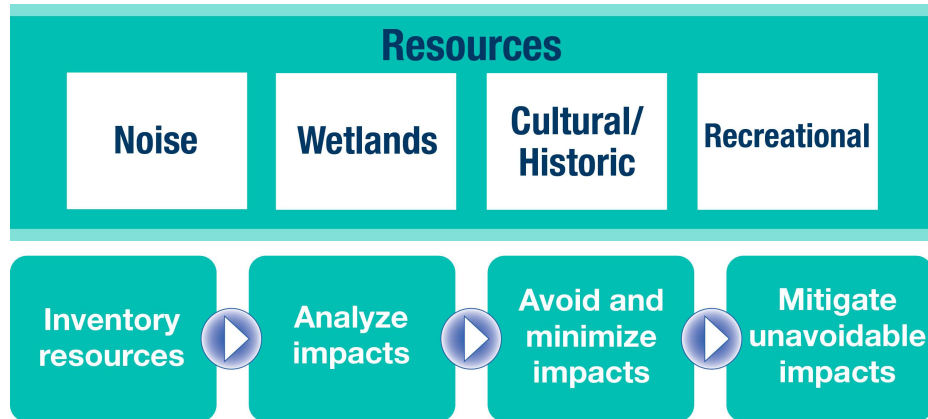 Resources
Noise
Wetlands
Cultural/
Historic
Recreational
Inventory
resources
Analyze
impacts
Avoid and
minimize
impacts
Mitigate
unavoidable
impacts